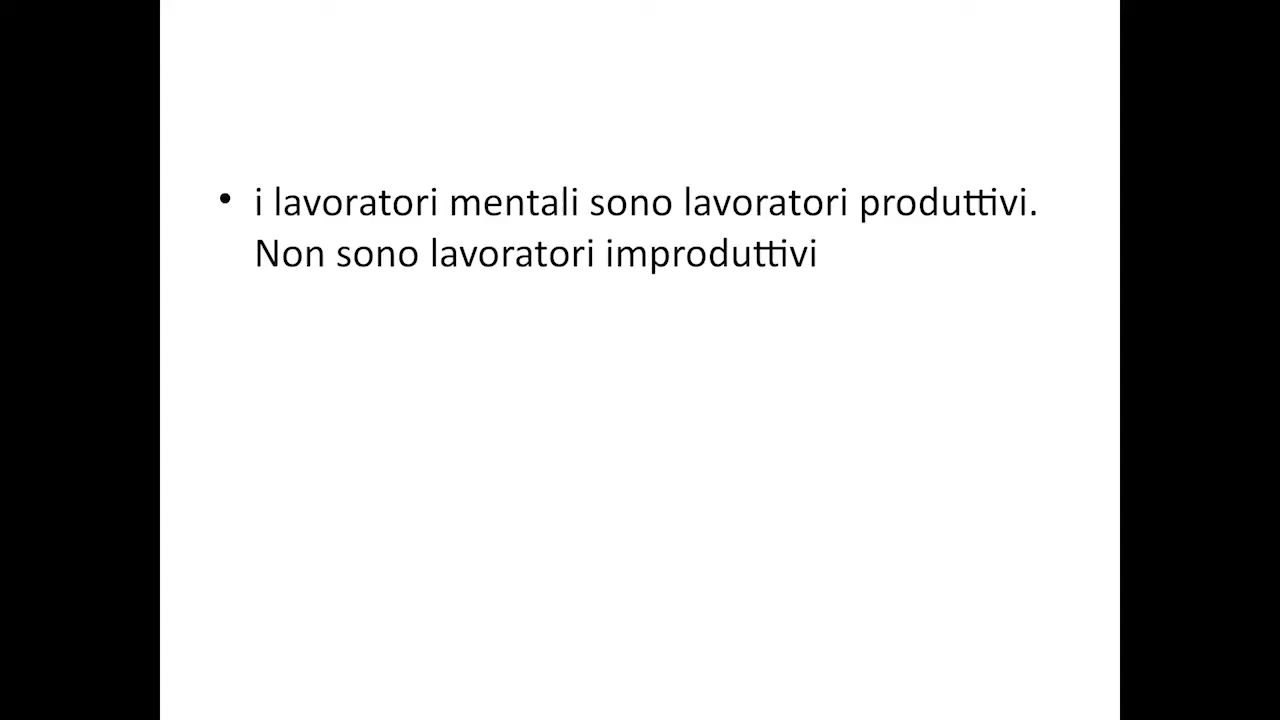 • i lavoratori mentali sono lavoratori produttivi.
Non sono lavoratori improduttivi